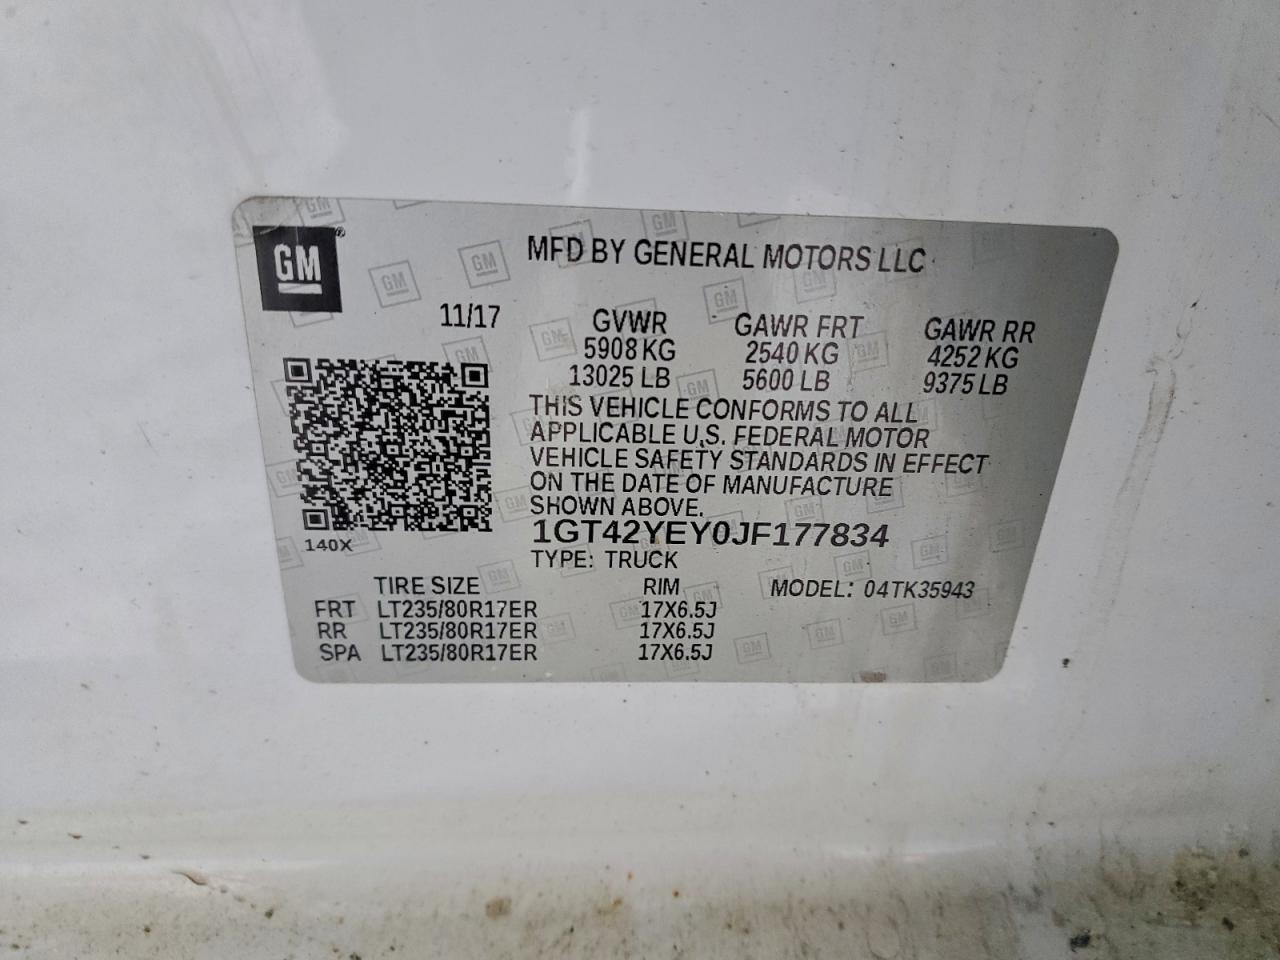 GM
MFD BY GENERAL MOTORS LLC
11/17
GVWR GAWR FRT GAWR RR
5908 KG 2540 KG 4252 KG
13025 LB 5600 LB 9375 LB
THIS VEHICLE CONFORMS TO ALL
APPLICABLE U.S. FEDERAL MOTOR
VEHICLE SAFETY STANDARDS IN EFFECT
ON THE DATE OF MANUFACTURE
SHOWN ABOVE.
1GT42YEY0JF177834
140X
TYPE: TRUCK
TIRE SIZE RIM MODEL: 04TK35943
FRT LT235/80R17ER 17X6.5J
RR LT235/80R17ER 17X6.5J
SPA LT235/80R17ER 17X6.5J